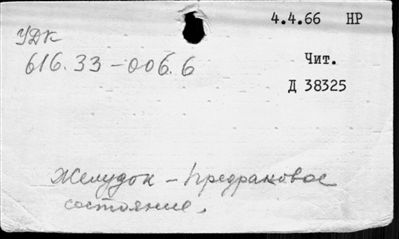 4.4.66 НР
УДК
616.33-006.6
Чит.
Д 38325
Желудок - Предраковое
состояние.